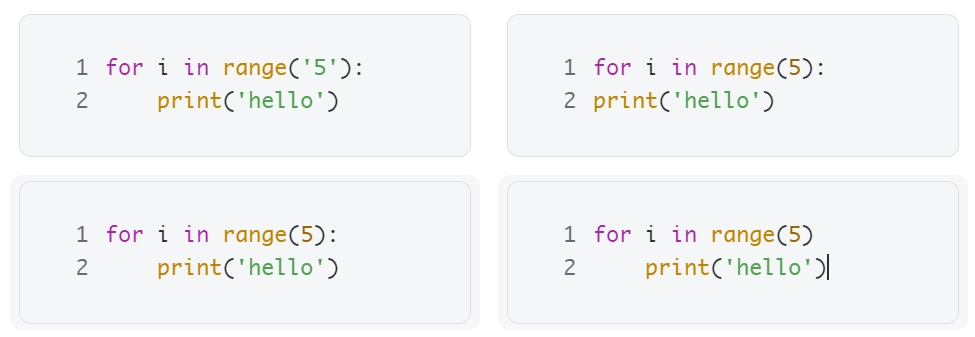 1 for i in range('5'):
2     print('hello')
1 for i in range(5):
2 print('hello')
1 for i in range(5):
2     print('hello')
1 for i in range(5)
2     print('hello')